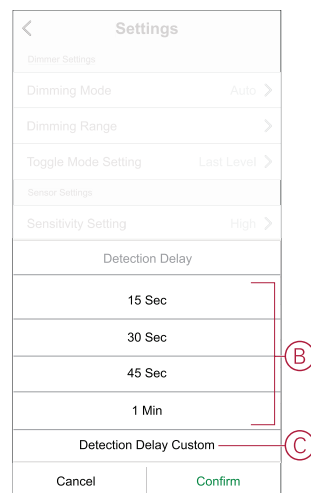 Settings
Dimmer Settings
Dimming Mode Auto
Dimming Range
Toggle Mode Setting Last Level
Sensor Settings
Sensitivity Setting High
Detection Delay
15 Sec
30 Sec
45 Sec
B
1 Min
Detection Delay Custom C
Cancel Confirm